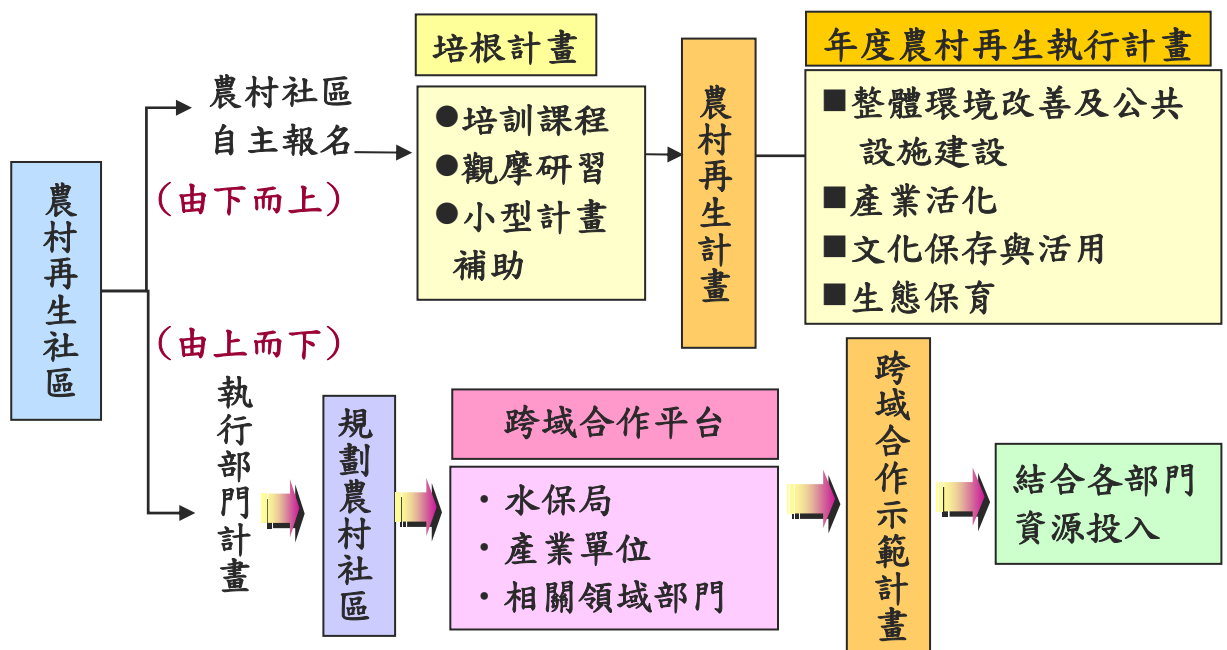 農村再生社區
農村社區
自主報名
(由下而上)
培根計畫
●培訓課程
●觀摩研習
●小型計畫
補助
農村再生計畫
年度農村再生執行計畫
■整體環境改善及公共
設施建設
■產業活化
■文化保存與活用
■生態保育
(由上而下)
執行部門計畫
規劃農村社區
跨域合作平台
・水保局
・產業單位
・相關領域部門
跨域合作示範計畫
結合各部門
資源投入